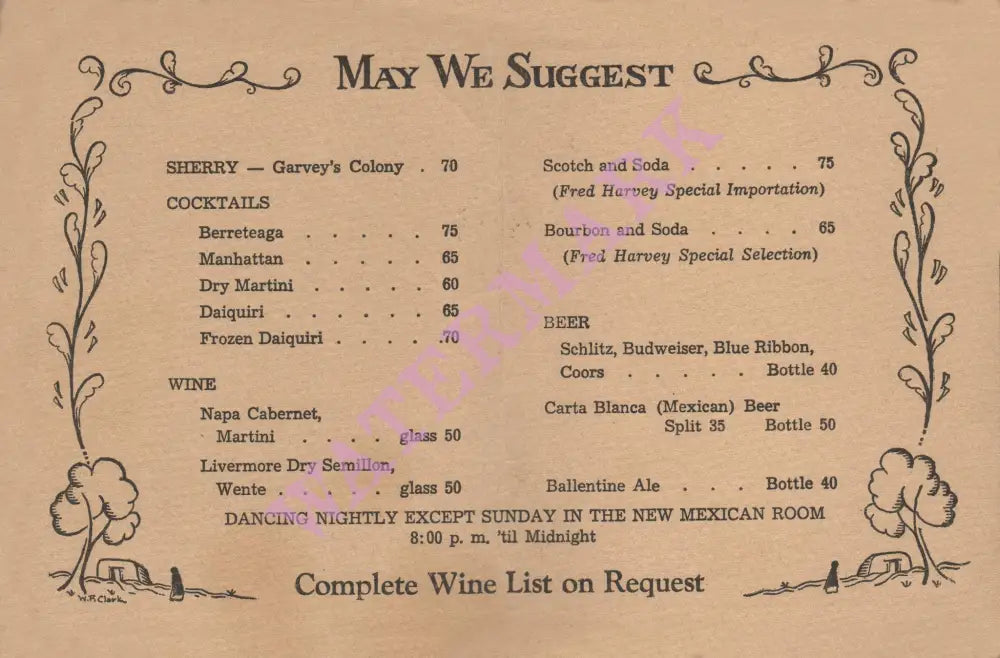 MAY WE SUGGEST
SHERRY — Garvey's Colony . 70
COCKTAILS
Berreteaga . . . . . 75
Manhattan . . . . . 65
Dry Martini . . . . . 60
Daiquiri . . . . . . 65
Frozen Daiquiri . . . . .70
WINE
Napa Cabernet,
Martini . . . . glass 50
Livermore Dry Semillon,
Wente . . . . . glass 50
Scotch and Soda . . . . . 75
(Fred Harvey Special Importation)
Bourbon and Soda . . . . 65
(Fred Harvey Special Selection)
BEER
Schlitz, Budweiser, Blue Ribbon,
Coors . . . . . Bottle 40
Carta Blanca (Mexican) Beer
Split 35 Bottle 50
Ballentine Ale . . . Bottle 40
DANCING NIGHTLY EXCEPT SUNDAY IN THE NEW MEXICAN ROOM
8:00 p. m. 'til Midnight
Complete Wine List on Request
W.P. Clark
WATERMARK